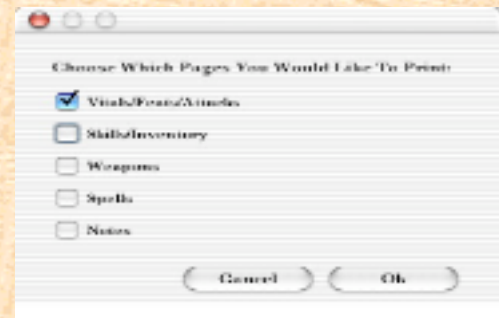 Choose Which Pages You Would Like To Print:
Vitals/Feats/Attacks
Skills/Inventory
Weapons
Spells
Notes
Cancel Ok